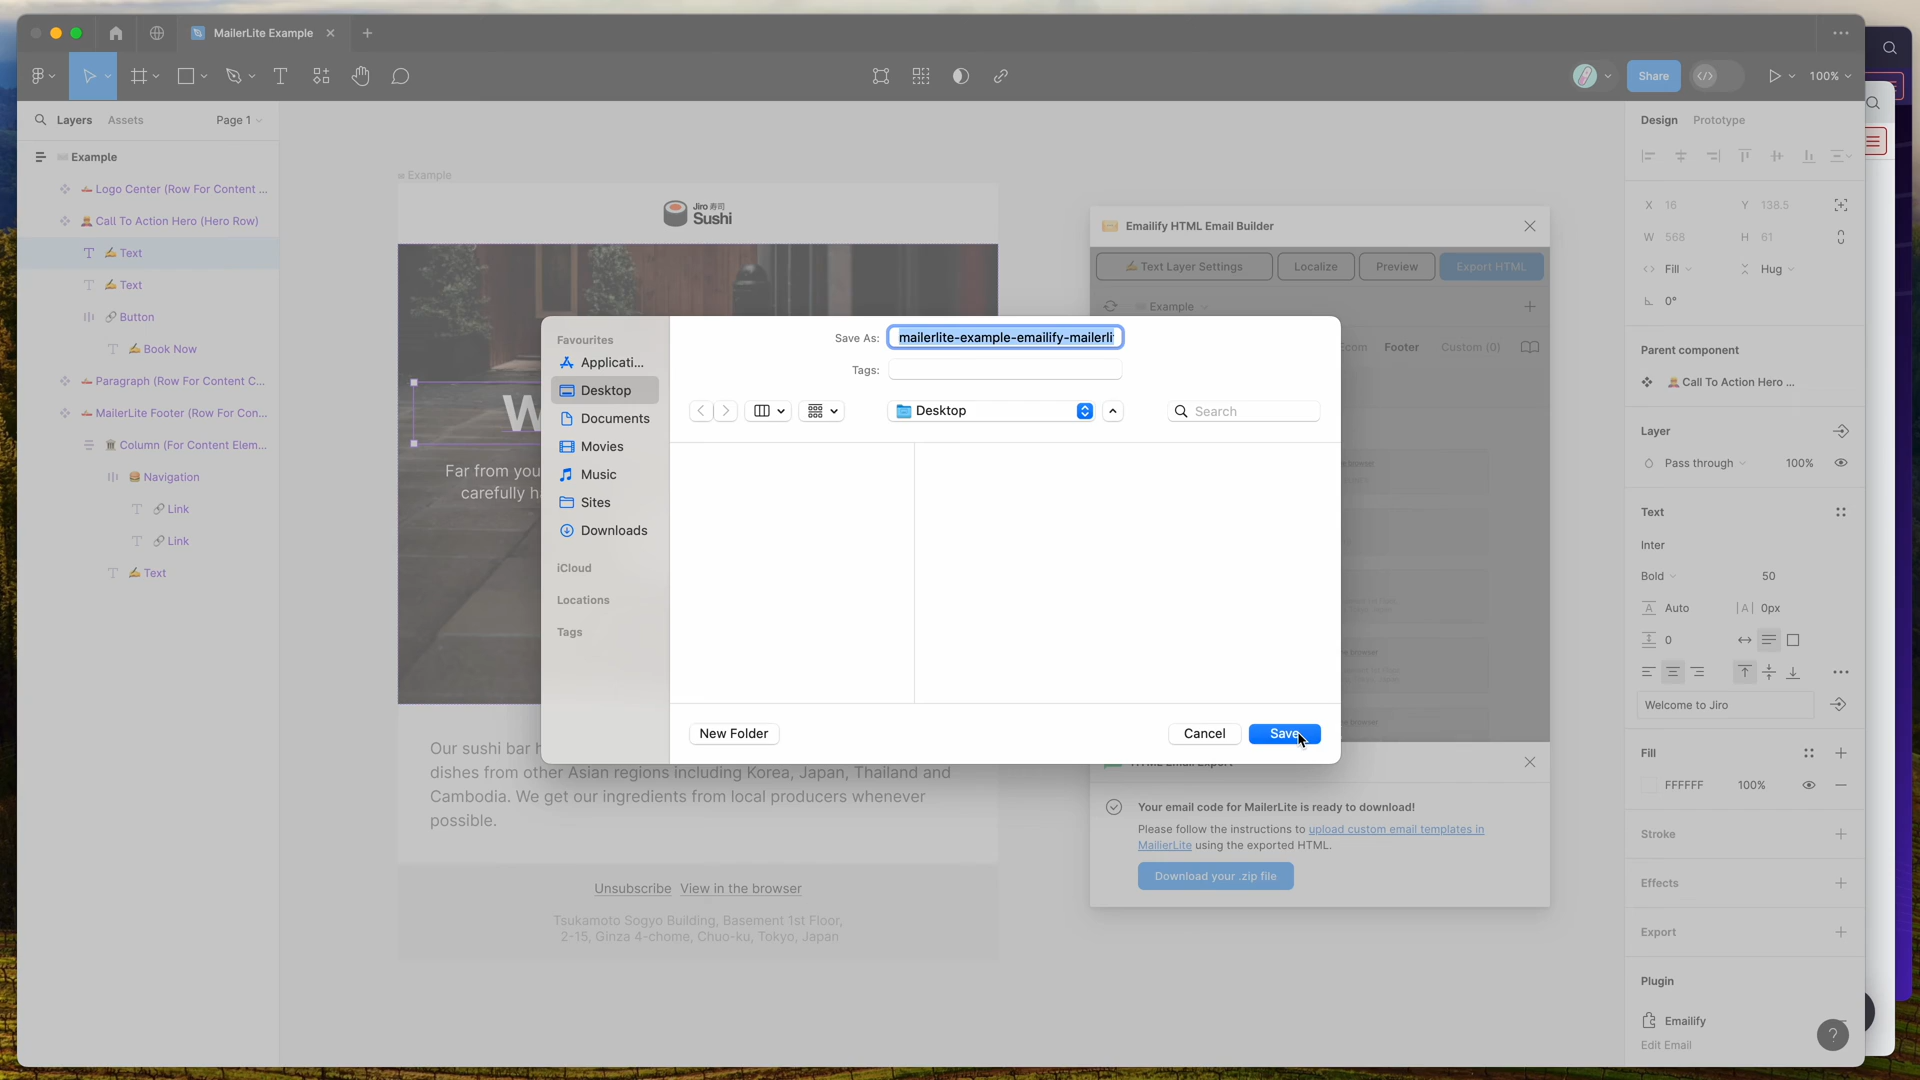 MailerLite Example
Share
100%
Layers
Assets
Page 1
Design
Prototype
Example
Logo Center (Row For Content ...
Call To Action Hero (Hero Row)
Text
Text
Button
Book Now
Paragraph (Row For Content C...
MailerLite Footer (Row For Con...
Column (For Content Elem...
Navigation
Link
Link
Text
Example
Jiro 寿司
Sushi
W
Far from you
carefully h
Our sushi bar h
dishes from other Asian regions including Korea, Japan, Thailand and
Cambodia. We get our ingredients from local producers whenever
possible.
Unsubscribe View in the browser
Tsukamoto Sogyo Building, Basement 1st Floor,
2-15, Ginza 4-chome, Chuo-ku, Tokyo, Japan
Favourites
Applicati...
Desktop
Documents
Movies
Music
Sites
Downloads
iCloud
Locations
Tags
Save As:
mailerlite-example-emailify-mailerli
Tags:
Desktop
Search
New Folder
Cancel
Save
Emailify HTML Email Builder
Text Layer Settings
Localize
Preview
Export HTML
Example
Footer
Custom (0)
HTML Email Export
Your email code for MailerLite is ready to download!
Please follow the instructions to upload custom email templates in
MailierLite using the exported HTML.
Download your .zip file
X 16
Y 138.5
W 568
H 61
Fill
Hug
0°
Parent component
Call To Action Hero ...
Layer
Pass through
100%
Text
Inter
Bold
50
Auto
0px
0
Welcome to Jiro
Fill
FFFFFF
100%
Stroke
Effects
Export
Plugin
Emailify
Edit Email
?